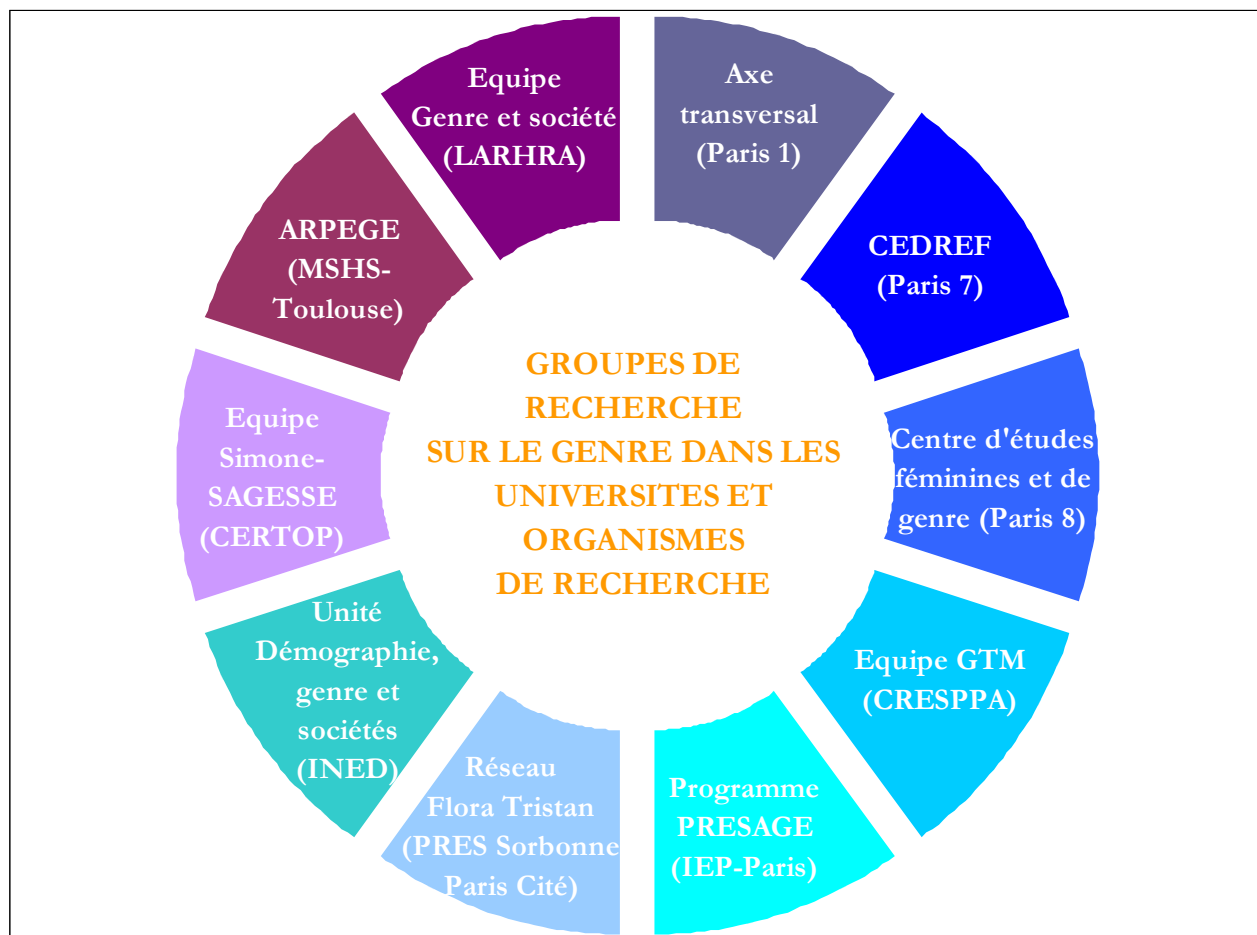 Equipe
Genre et société
(LARHRA)
Axe
transversal
(Paris 1)
CEDREF
(Paris 7)
Centre d'études
féminines et de
genre (Paris 8)
Equipe GTM
(CRESPPA)
Programme
PRESAGE
(IEP-Paris)
Réseau
Flora Tristan
(PRES Sorbonne
Paris Cité)
Unité
Démographie,
genre et
sociétés
(INED)
Equipe
Simone-
SAGESSE
(CERTOP)
ARPEGE
(MSHS-
Toulouse)
GROUPES DE
RECHERCHE
SUR LE GENRE DANS LES
UNIVERSITES ET
ORGANISMES
DE RECHERCHE